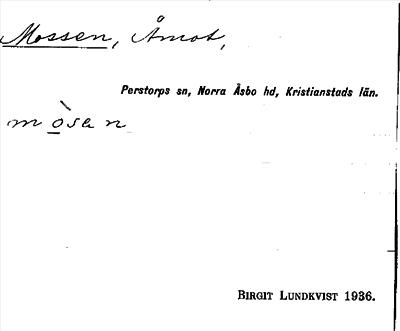 Mossen, Åmot,
Perstorps sn, Norra Åsbo hd, Kristianstads län.
mòsen
BIRGIT LUNDKVIST 1936.